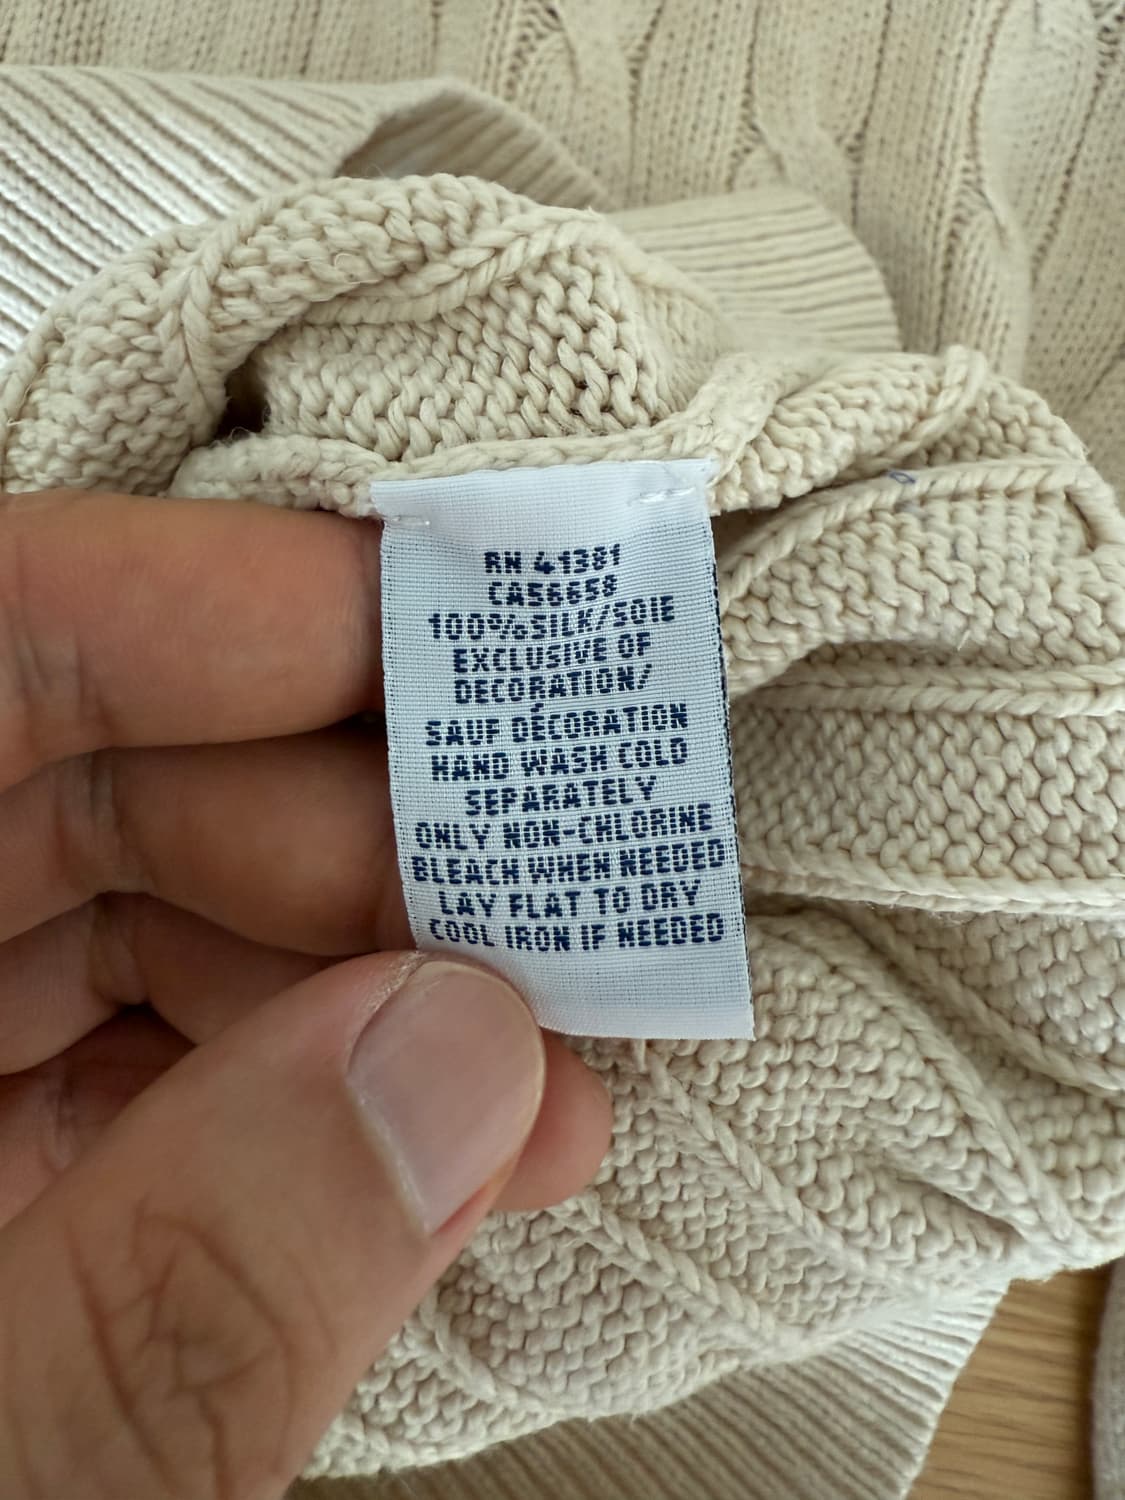 RN 41381
CA56658
100%SILK/SOIE
EXCLUSIVE OF
DECORATION/
SAUF DÉCORATION
HAND WASH COLD
SEPARATELY
ONLY NON-CHLORINE
BLEACH WHEN NEEDED
LAY FLAT TO DRY
COOL IRON IF NEEDED